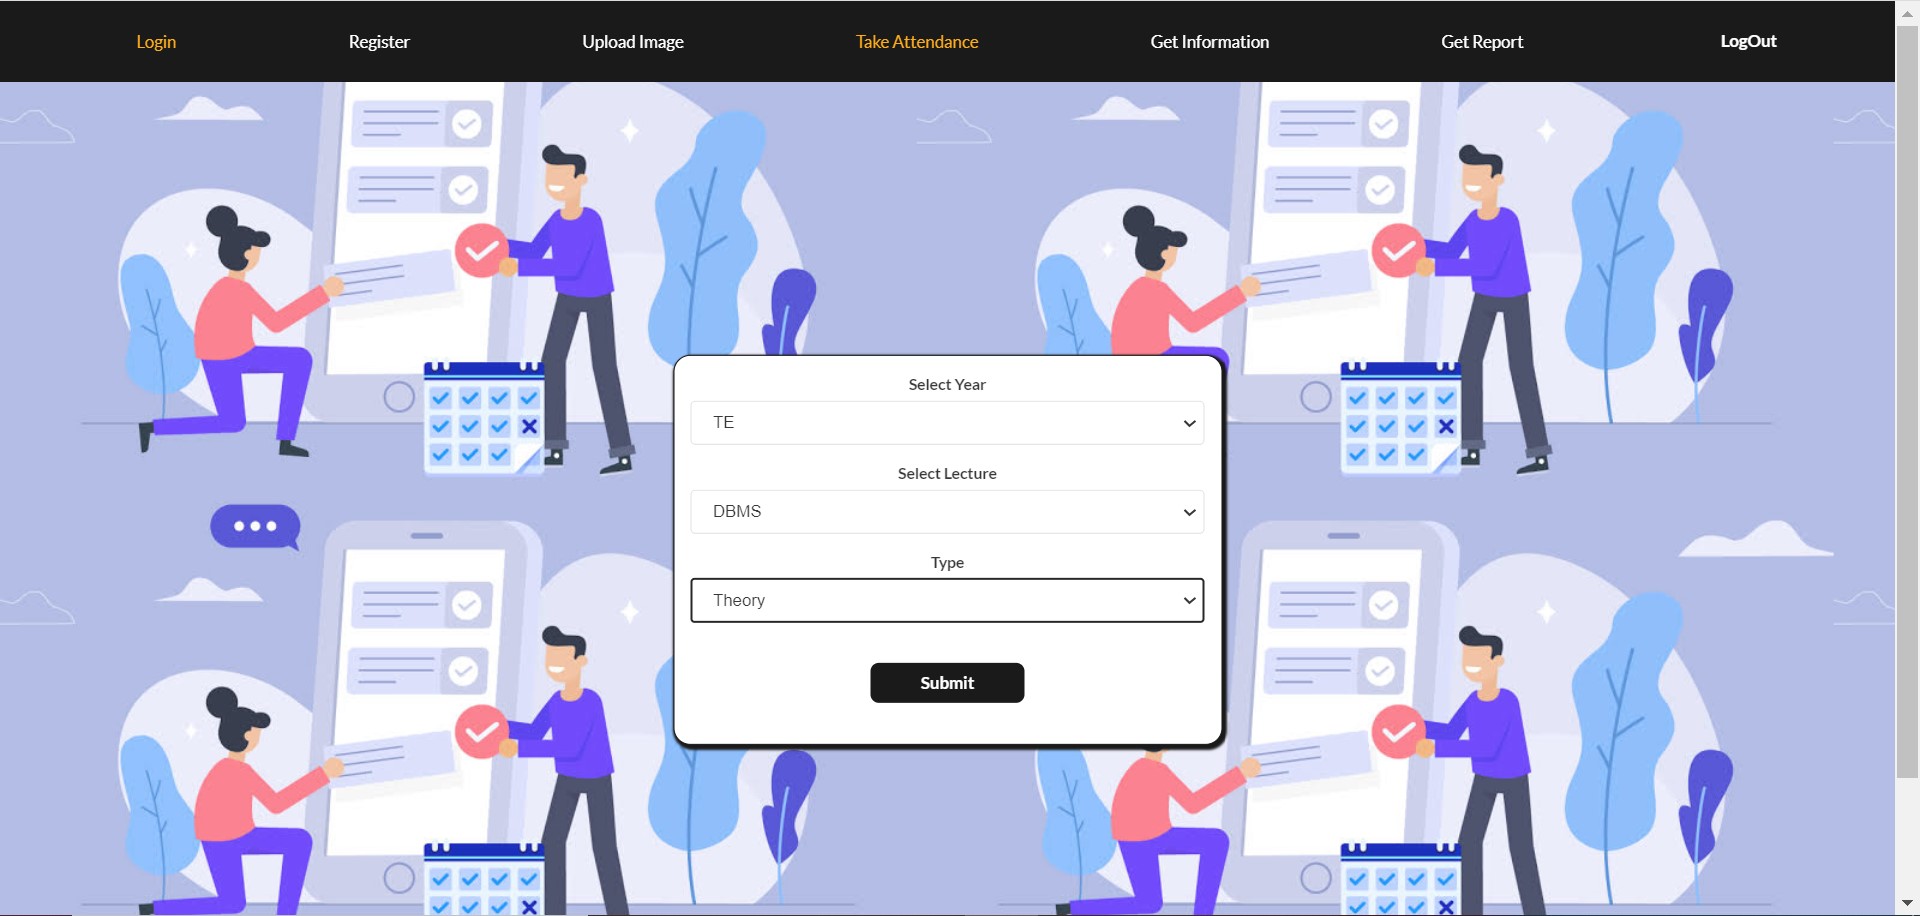 Login Register Upload Image Take Attendance Get Information Get Report LogOut
Select Year
TE
Select Lecture
DBMS
Type
Theory
Submit